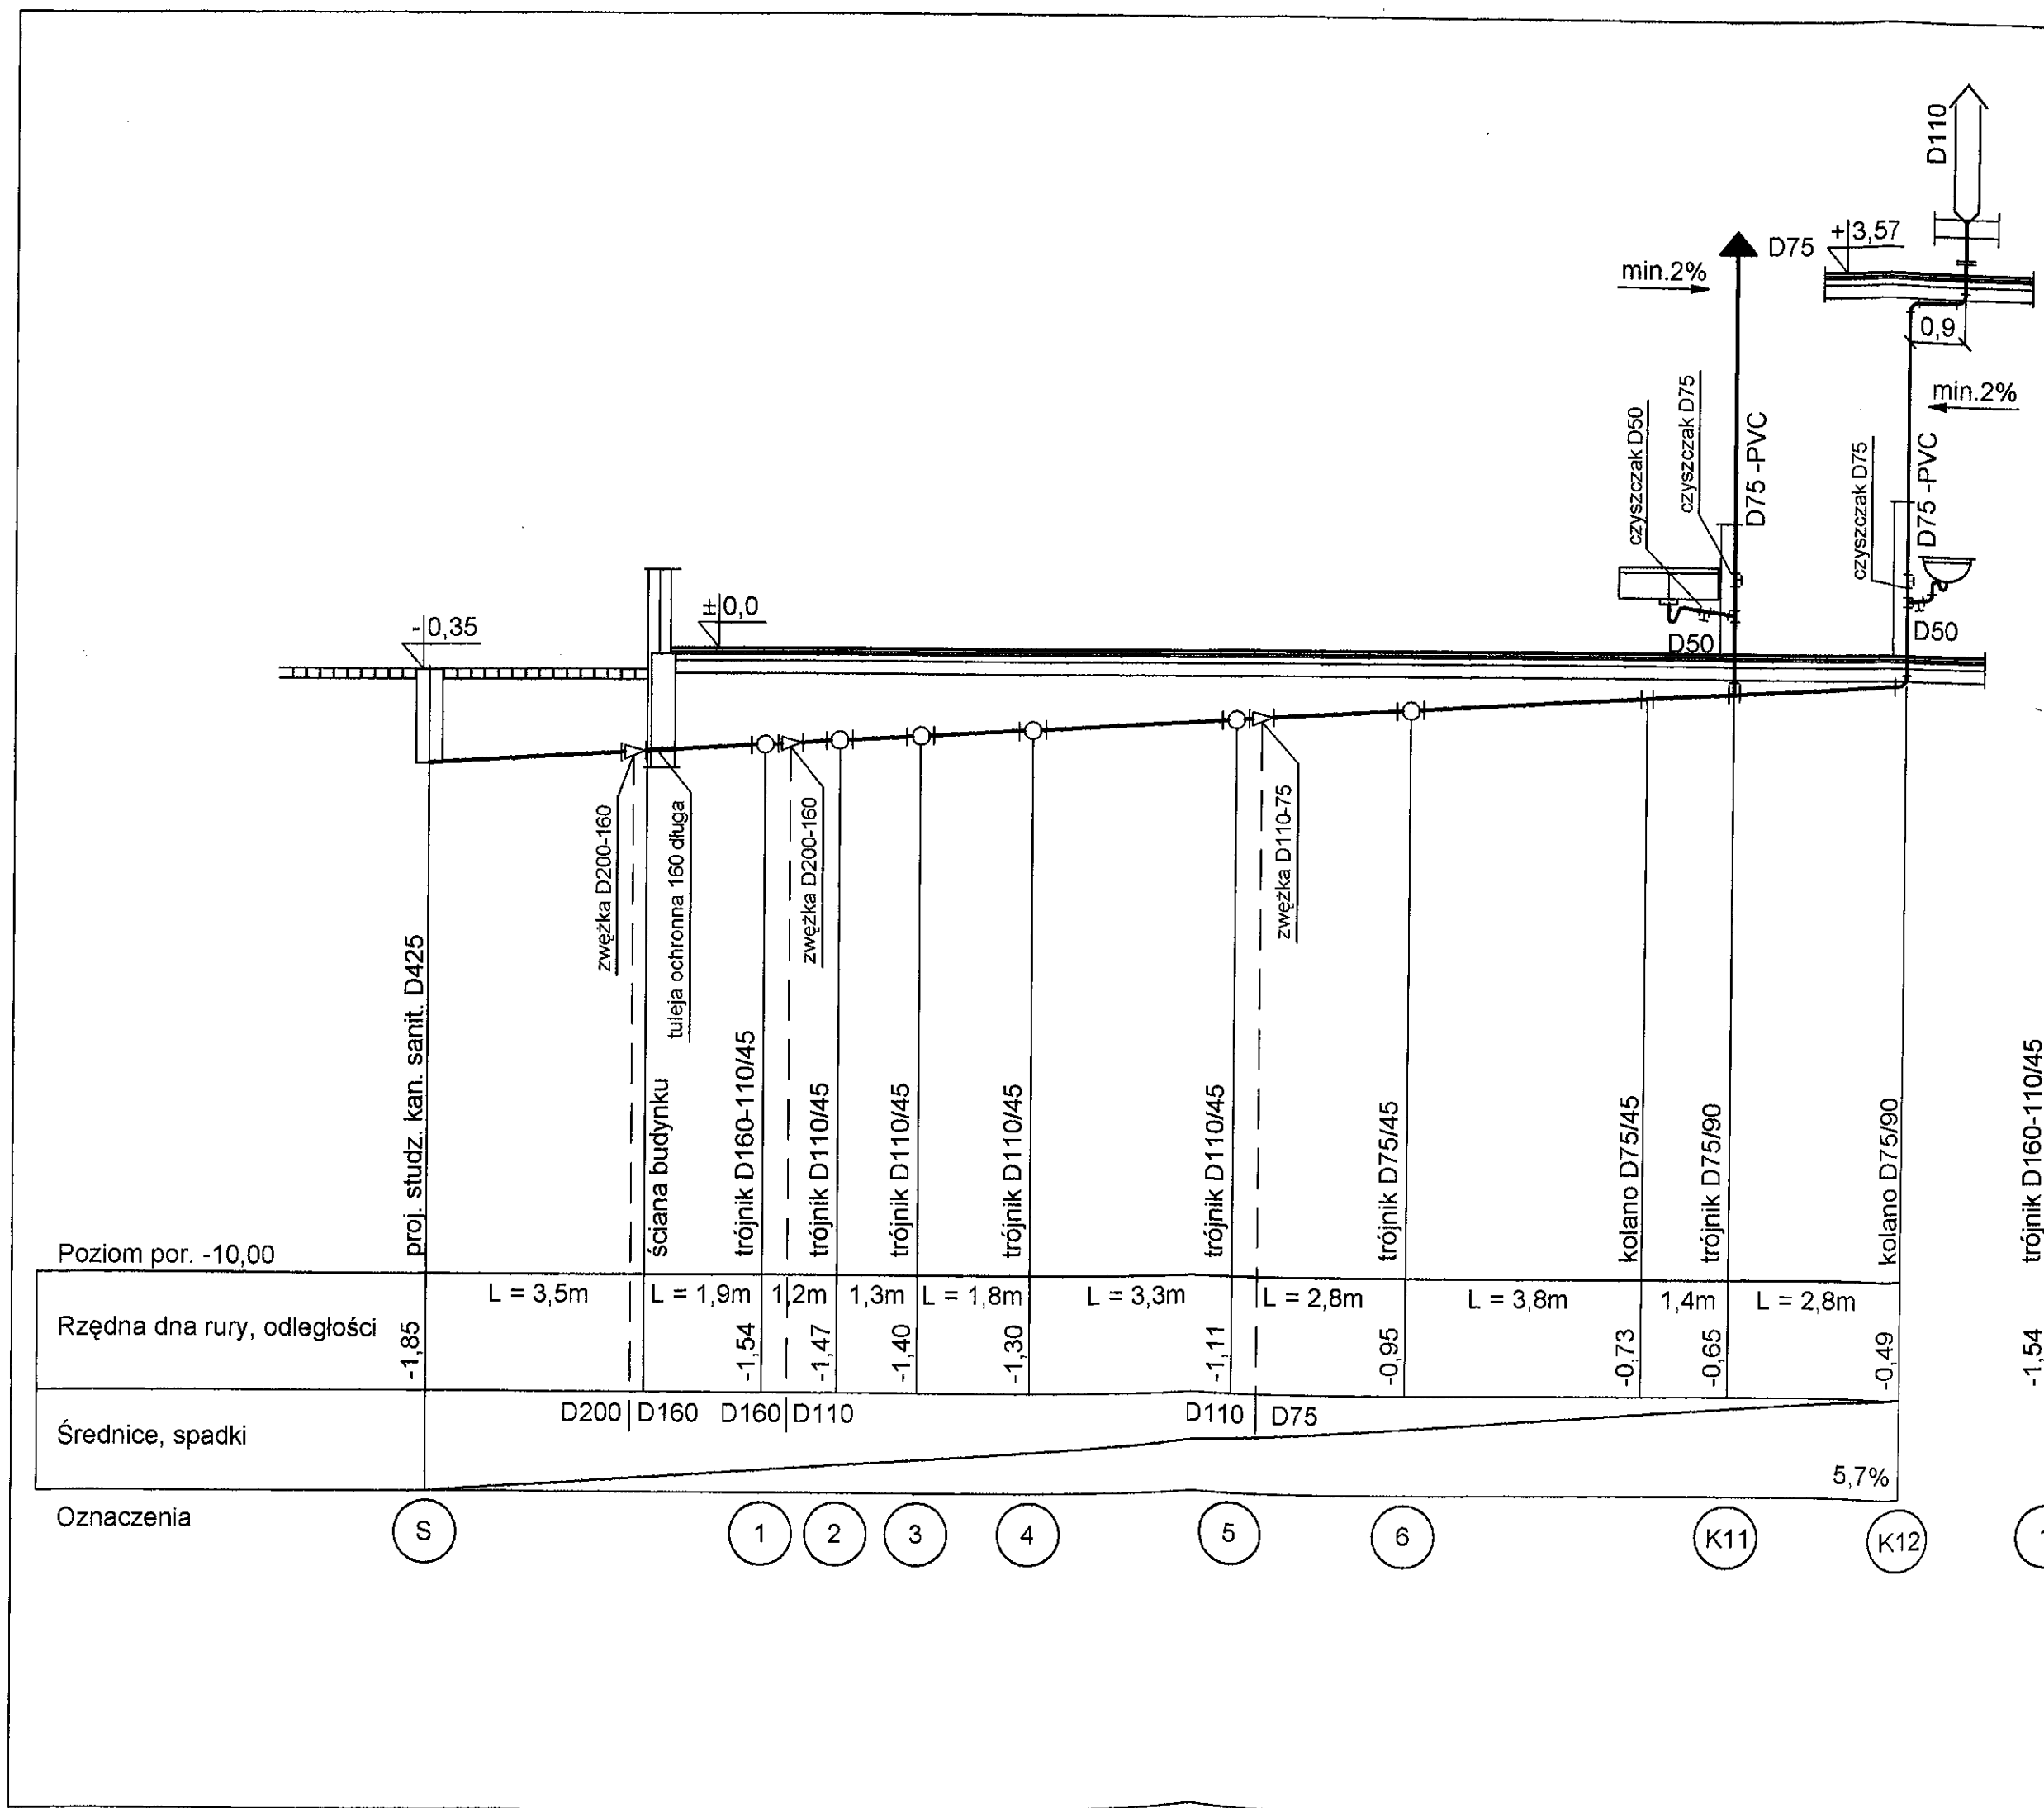 D110
+3,57
D75
min.2%
0,9
min.2%
czyszczak D50
czyszczak D75
D75 -PVC
czyszczak D75
D75 -PVC
D50
D50
-0,35
±0,0
zwężka D200-160
tuleja ochronna 160 długa
zwężka D200-160
zwężka D110-75
proj. studz. kan. sanit. D425
ściana budynku
trójnik D160-110/45
trójnik D110/45
trójnik D110/45
trójnik D110/45
trójnik D110/45
trójnik D75/45
kolano D75/45
trójnik D75/90
kolano D75/90
trójnik D160-110/45
Poziom por. -10,00
L = 3,5m L = 1,9m 1,2m 1,3m L = 1,8m L = 3,3m L = 2,8m L = 3,8m 1,4m L = 2,8m
Rzędna dna rury, odległości
-1,85 -1,54 -1,47 -1,40 -1,30 -1,11 -0,95 -0,73 -0,65 -0,49 -1,54
D200 D160 D160 D110 D110 D75
Średnice, spadki
5,7%
Oznaczenia
S 1 2 3 4 5 6 K11 K12